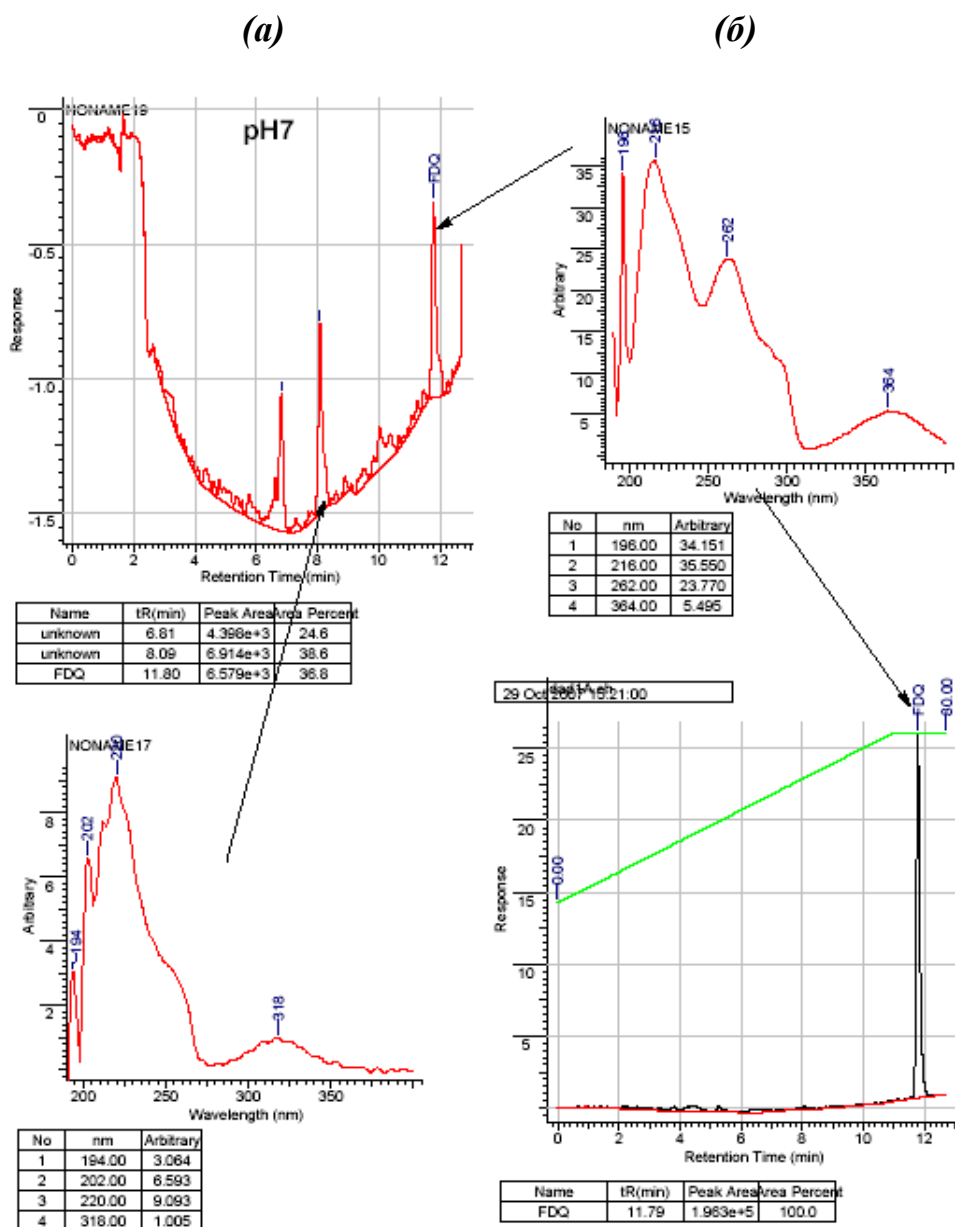 (а)
(б)
NONAME19
pH7
FDQ
0
-0.5
-1.0
-1.5
Response
0 2 4 6 8 10 12
Retention Time (min)
Name tR(min) Peak Area Area Percent
unknown 6.81 4.398e+3 24.6
unknown 8.09 6.914e+3 38.6
FDQ 11.80 6.579e+3 36.8
NONAME15
196
216
262
364
35
30
25
20
15
10
5
Arbitrary
200 250 300 350
Wavelength (nm)
No nm Arbitrary
1 196.00 34.151
2 216.00 35.550
3 262.00 23.770
4 364.00 5.495
NONAME17
194
202
220
318
8
6
4
2
Arbitrary
200 250 300 350
Wavelength (nm)
No nm Arbitrary
1 194.00 3.064
2 202.00 6.593
3 220.00 9.093
4 318.00 1.005
29 Oct 2007 15:21:00
FDQ
80.00
0.00
25
20
15
10
5
0
Response
0 2 4 6 8 10 12
Retention Time (min)
Name tR(min) Peak Area Area Percent
FDQ 11.79 1.963e+5 100.0